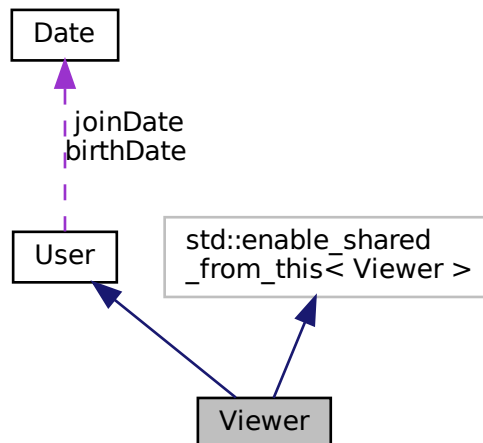 Date
joinDate
birthDate
User
std::enable_shared
_from_this< Viewer >
Viewer